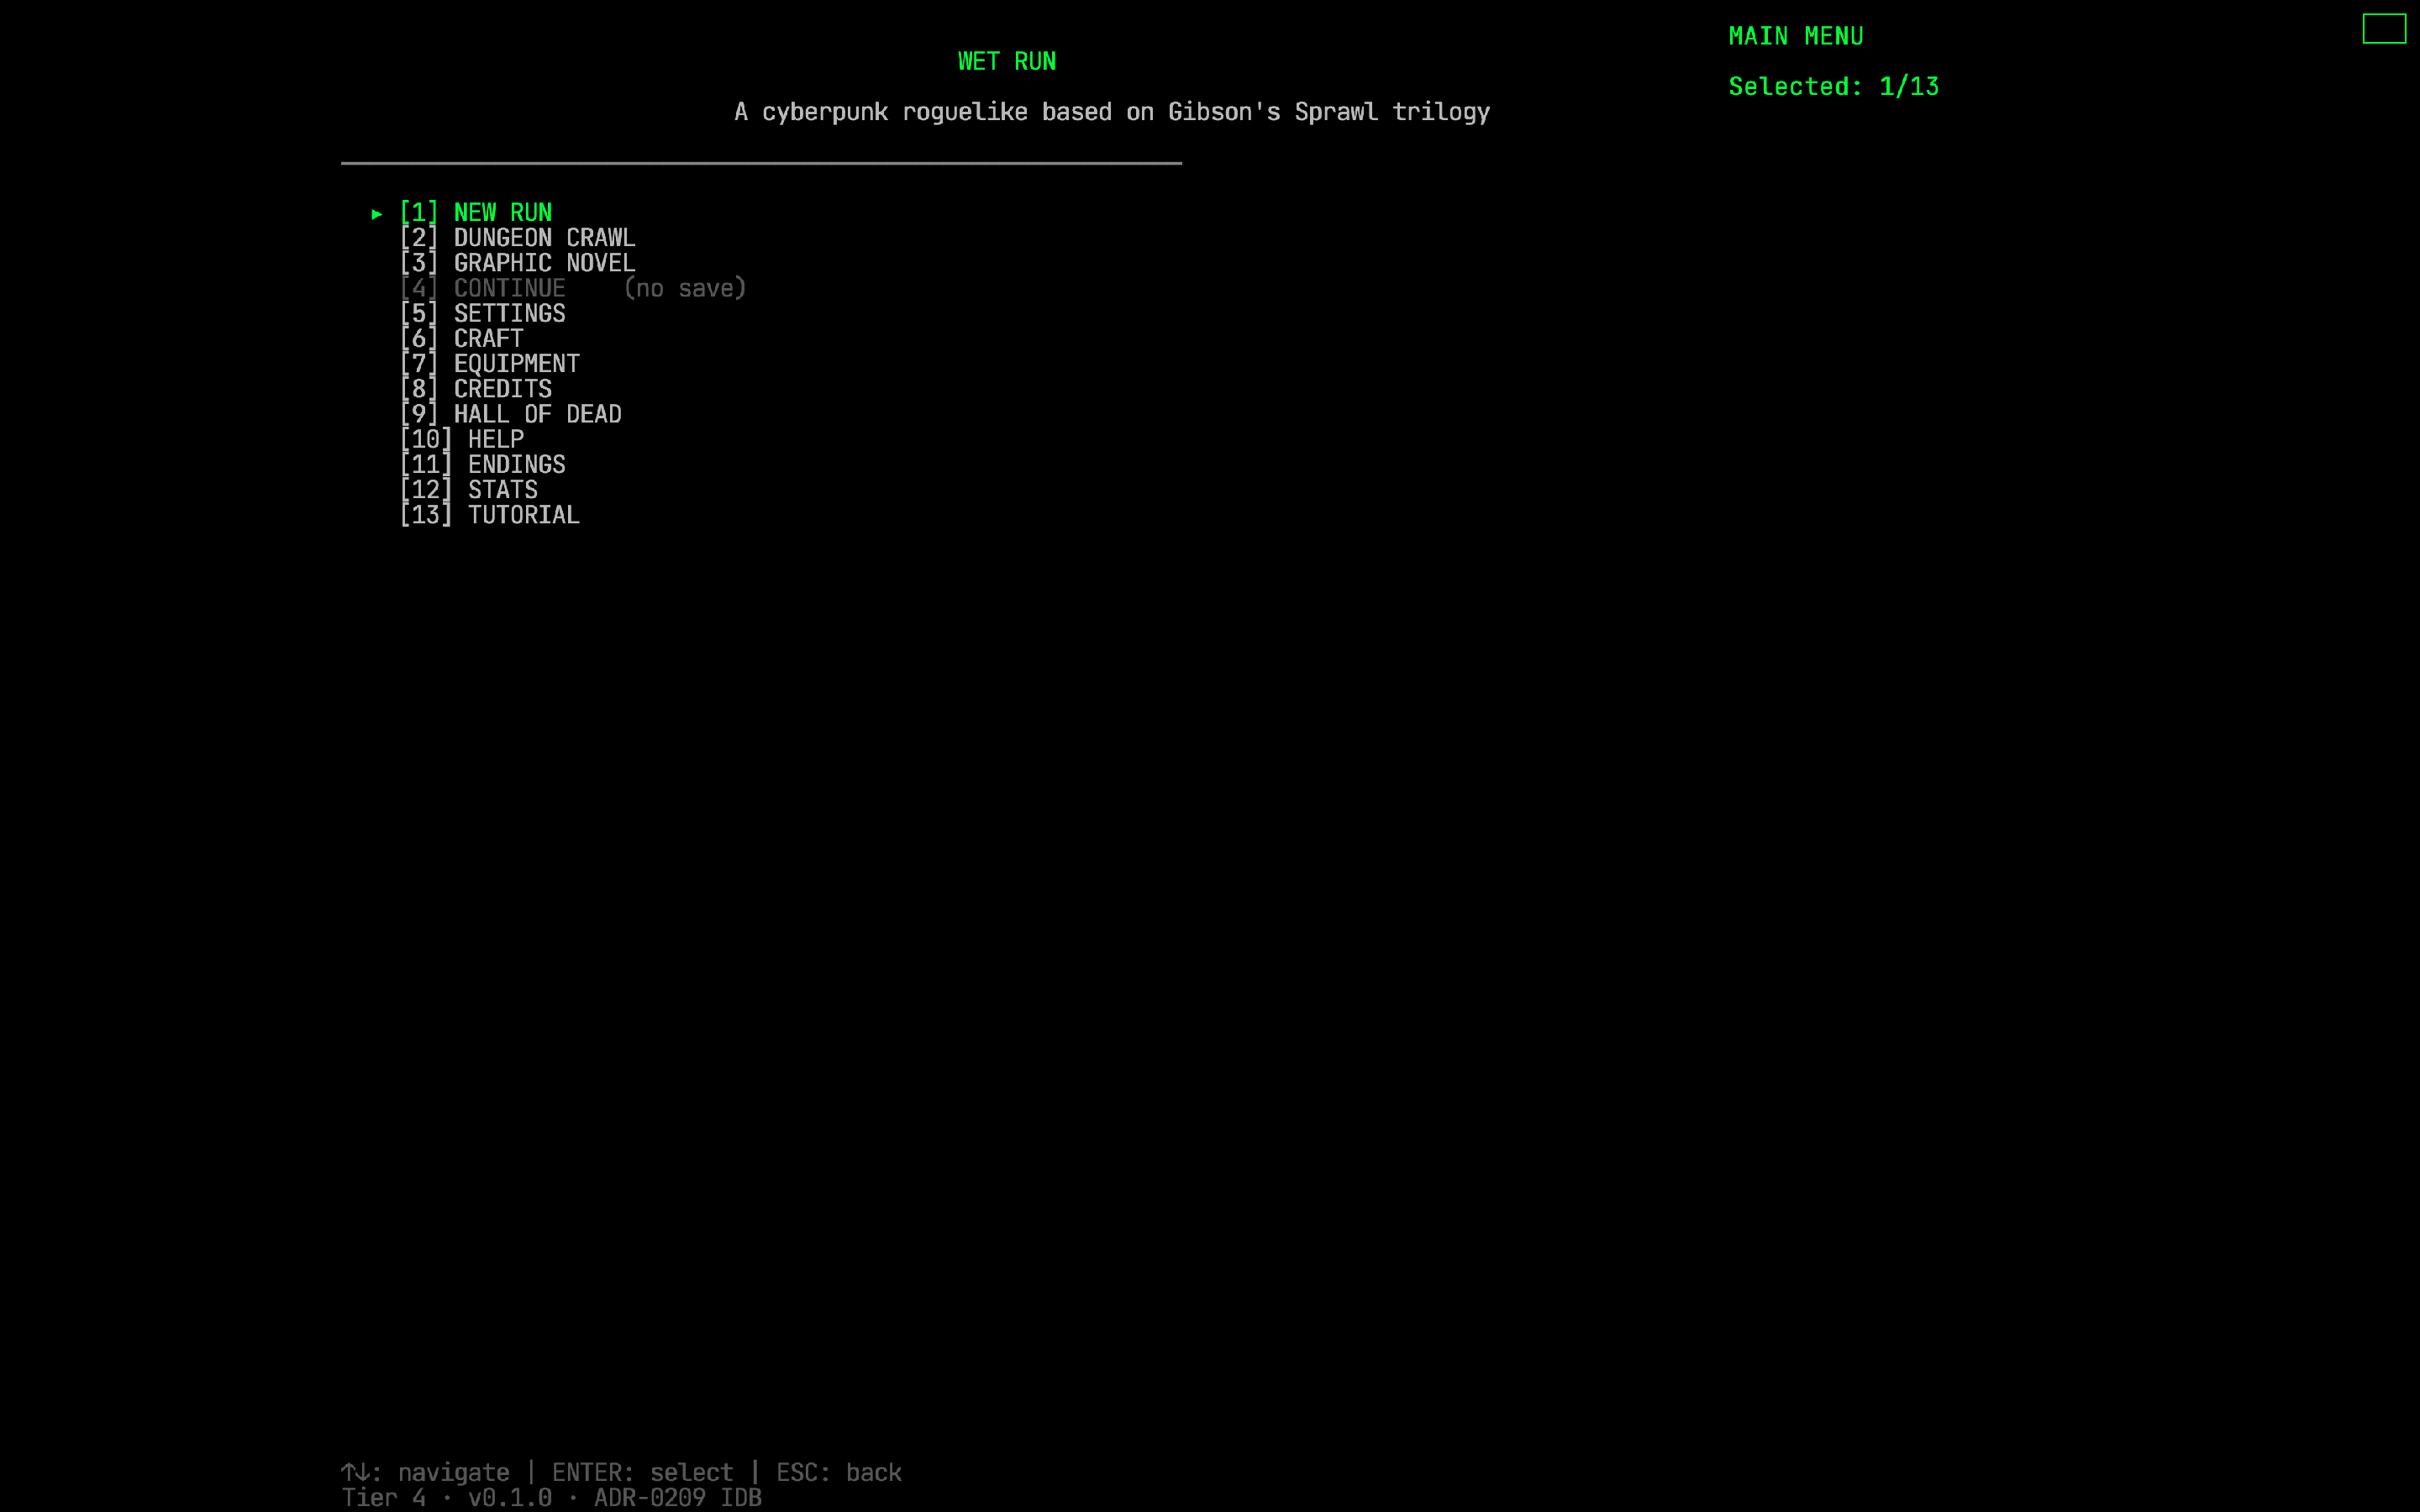 WET RUN
A cyberpunk roguelike based on Gibson's Sprawl trilogy
▸ [1] NEW RUN
[2] DUNGEON CRAWL
[3] GRAPHIC NOVEL
[4] CONTINUE    (no save)
[5] SETTINGS
[6] CRAFT
[7] EQUIPMENT
[8] CREDITS
[9] HALL OF DEAD
[10] HELP
[11] ENDINGS
[12] STATS
[13] TUTORIAL
↑↓: navigate | ENTER: select | ESC: back
Tier 4 · v0.1.0 · ADR-0209 IDB
MAIN MENU
Selected: 1/13